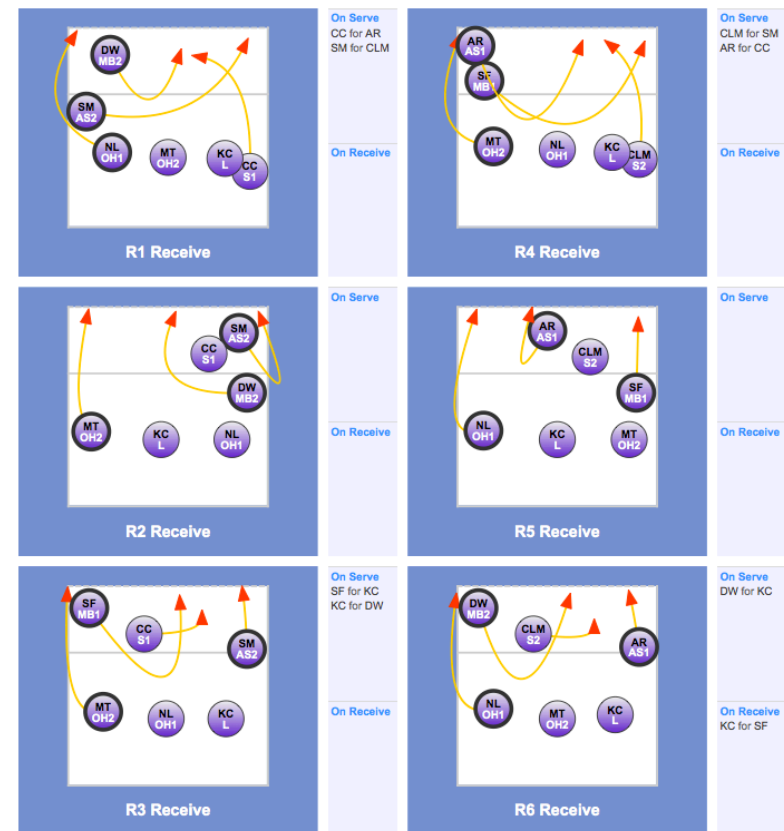 DW
MB2
SM
AS2
NL
OH1
MT
OH2
KC
L
CC
S1
R1 Receive
On Serve
CC for AR
SM for CLM
On Receive
AR
AS1
SF
MB1
MT
OH2
NL
OH1
KC
L
CLM
S2
R4 Receive
On Serve
CLM for SM
AR for CC
On Receive
SM
AS2
CC
S1
DW
MB2
MT
OH2
KC
L
NL
OH1
R2 Receive
On Serve
On Receive
AR
AS1
CLM
S2
SF
MB1
NL
OH1
KC
L
MT
OH2
R5 Receive
On Serve
On Receive
SF
MB1
CC
S1
SM
AS2
MT
OH2
NL
OH1
KC
L
R3 Receive
On Serve
SF for KC
KC for DW
On Receive
DW
MB2
CLM
S2
AR
AS1
NL
OH1
MT
OH2
KC
L
R6 Receive
On Serve
DW for KC
On Receive
KC for SF